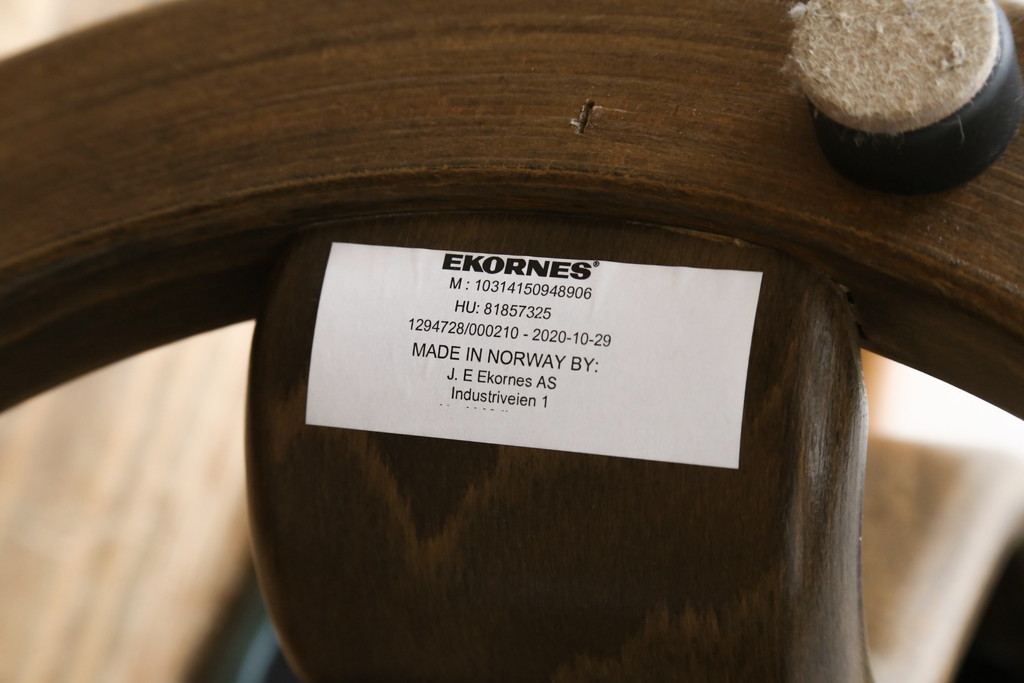 EKORNES®
M : 10314150948906
HU: 81857325
1294728/000210 - 2020-10-29
MADE IN NORWAY BY:
J. E Ekornes AS
Industriveien 1